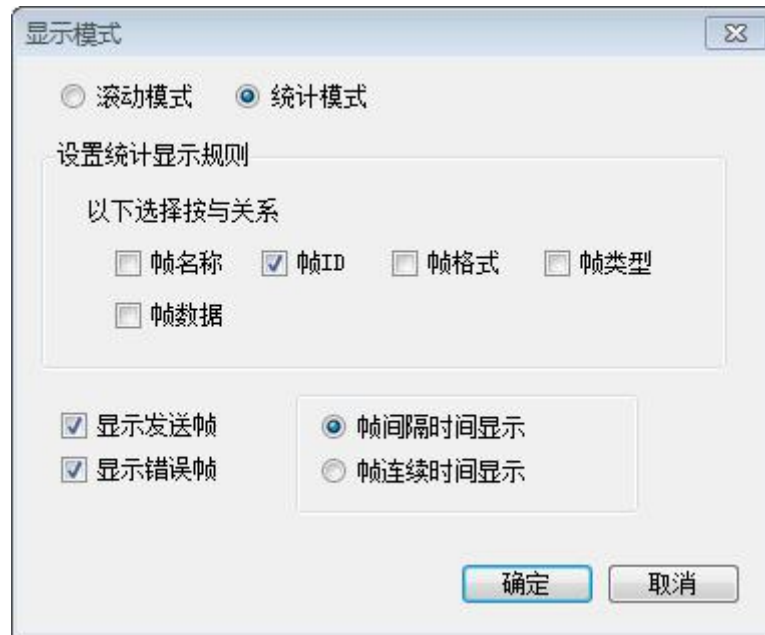 显示模式
滚动模式 统计模式
设置统计显示规则
以下选择按与关系
帧名称 帧ID 帧格式 帧类型
帧数据
显示发送帧 帧间隔时间显示
显示错误帧 帧连续时间显示
确定 取消